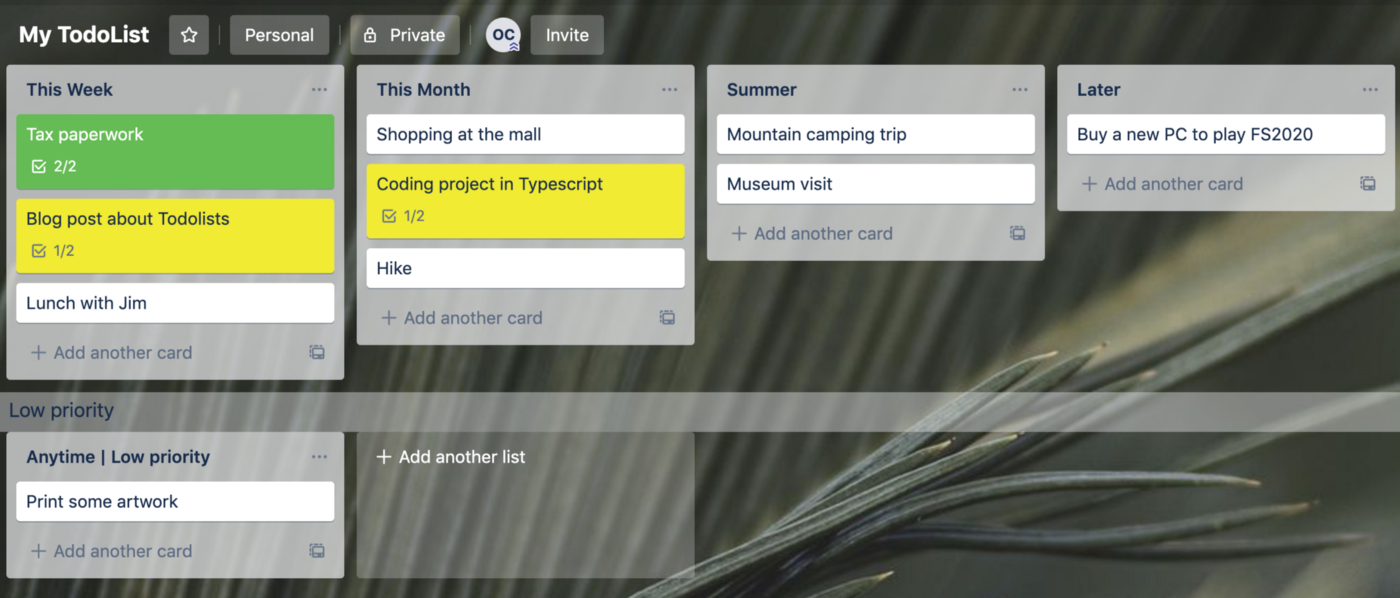 My TodoList
Personal
Private
OC
Invite
This Week
Tax paperwork
2/2
Blog post about Todolists
1/2
Lunch with Jim
+ Add another card
This Month
Shopping at the mall
Coding project in Typescript
1/2
Hike
+ Add another card
Summer
Mountain camping trip
Museum visit
+ Add another card
Later
Buy a new PC to play FS2020
+ Add another card
Low priority
Anytime | Low priority
Print some artwork
+ Add another card
+ Add another list